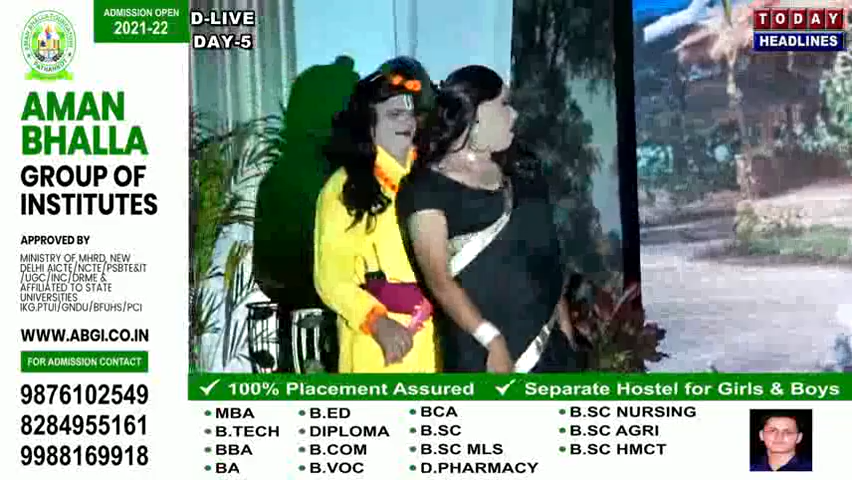 ADMISSION OPEN
2021-22
D-LIVE
DAY-5
TODAY
HEADLINES
AMAN
BHALLA
GROUP OF
INSTITUTES
APPROVED BY
MINISTRY OF MHRD, NEW
DELHI AICTE/NCTE/PSBTE&IT
/UGC/INC/DRME &
AFFILIATED TO STATE
UNIVERSITIES
IKG.PTU/GNDU/BFUHS/PCI
WWW.ABGI.CO.IN
FOR ADMISSION CONTACT
9876102549
8284955161
9988169918
✓ 100% Placement Assured ✓ Separate Hostel for Girls & Boys
• MBA
• B.TECH
• BBA
• BA
• B.ED
• DIPLOMA
• B.COM
• B.VOC
• BCA
• B.SC
• B.SC MLS
• D.PHARMACY
• B.SC NURSING
• B.SC AGRI
• B.SC HMCT